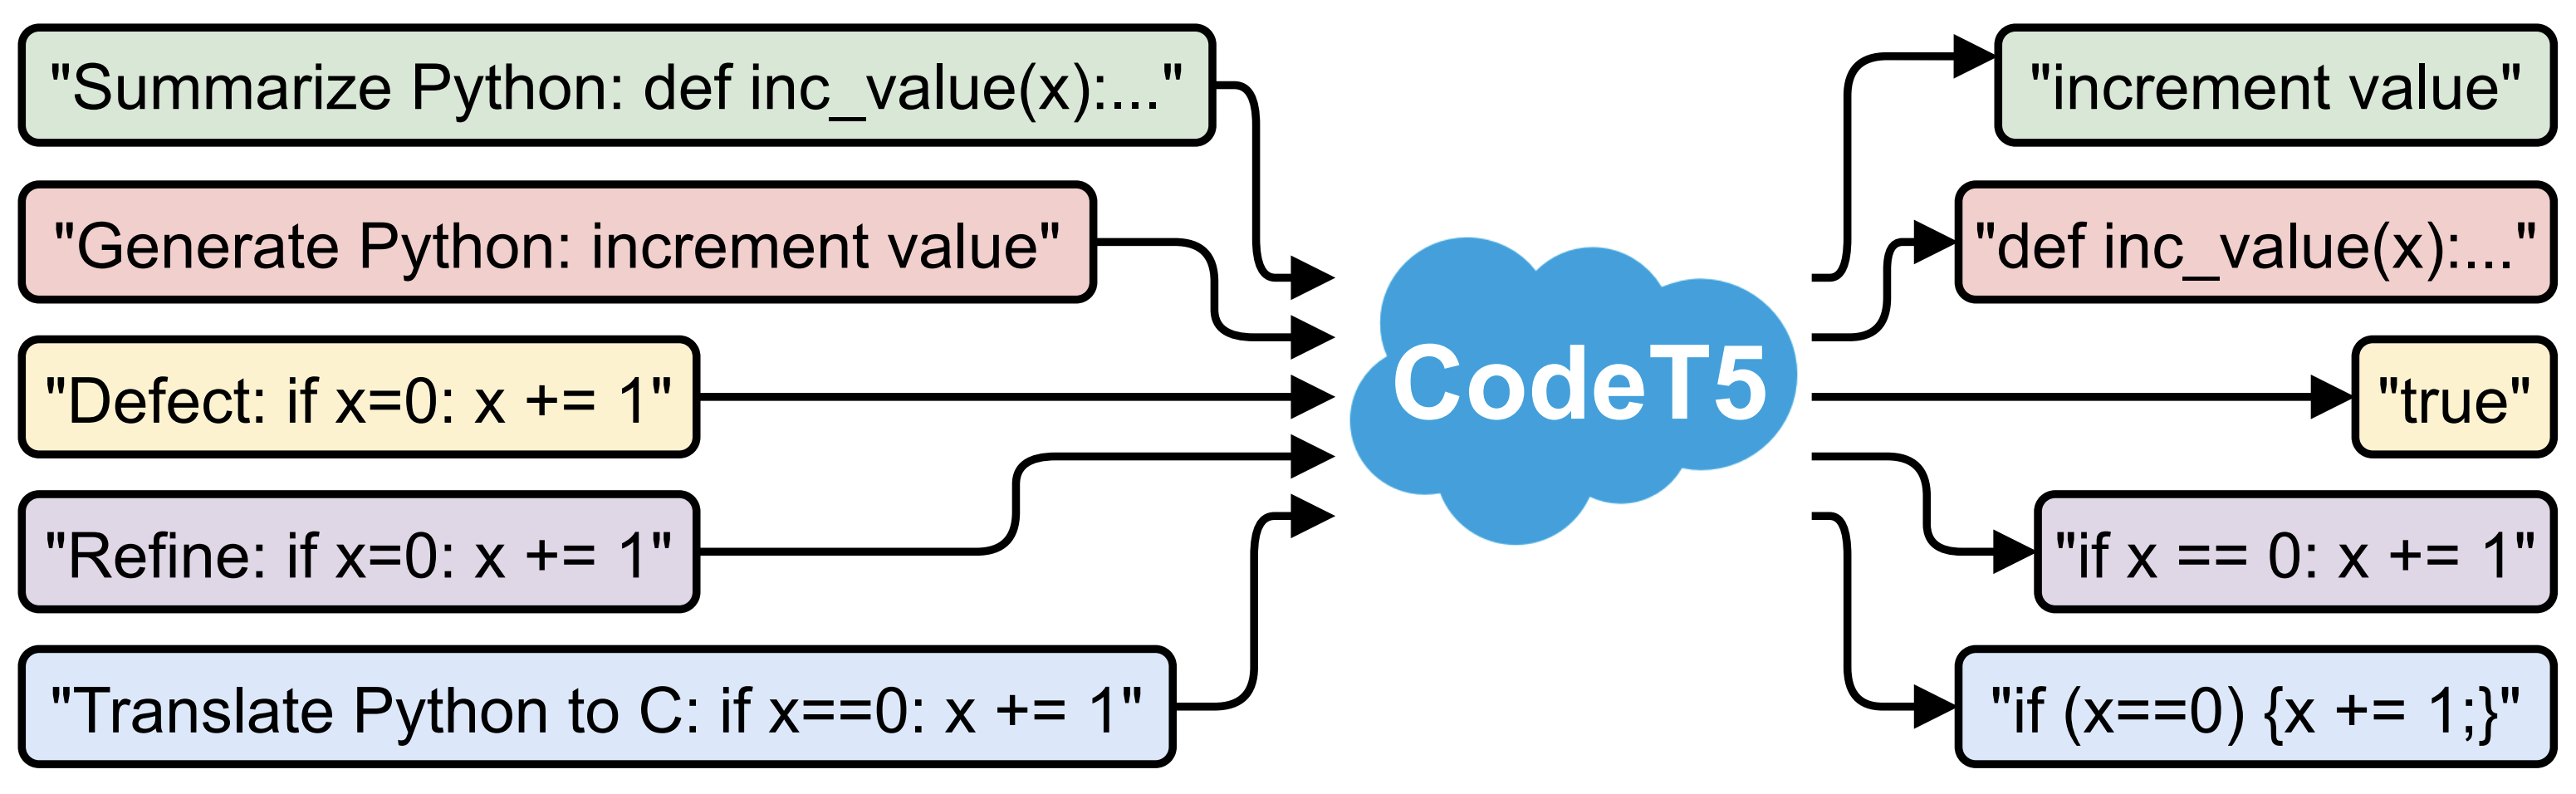 "Summarize Python: def inc_value(x):..."
"increment value"
"Generate Python: increment value"
"def inc_value(x):..."
CodeT5
"Defect: if x=0: x += 1"
"true"
"Refine: if x=0: x += 1"
"if x == 0: x += 1"
"Translate Python to C: if x==0: x += 1"
"if (x==0) {x += 1;}"